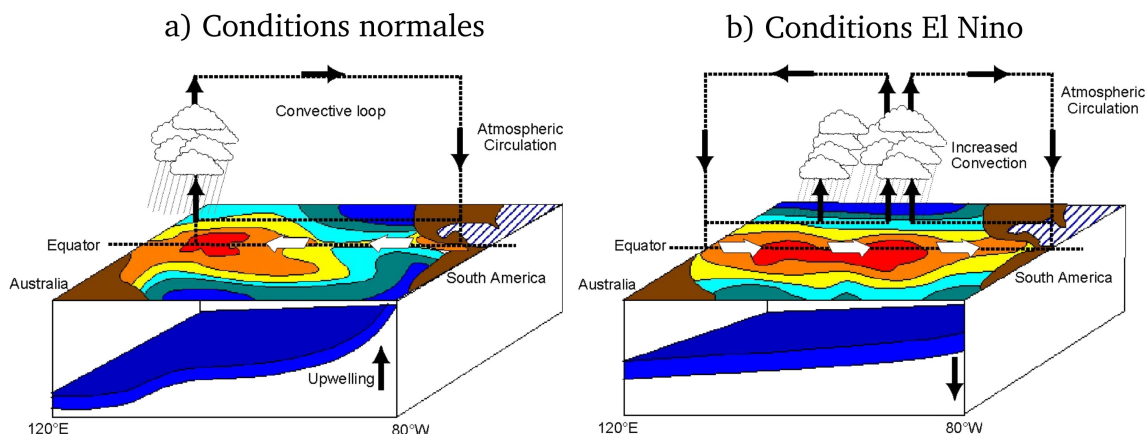 a) Conditions normales
Convective loop
Atmospheric
Circulation
Equator
Australia
South America
Upwelling
120°E
80°W
b) Conditions El Nino
Atmospheric
Circulation
Increased
Convection
Equator
Australia
South America
120°E
80°W